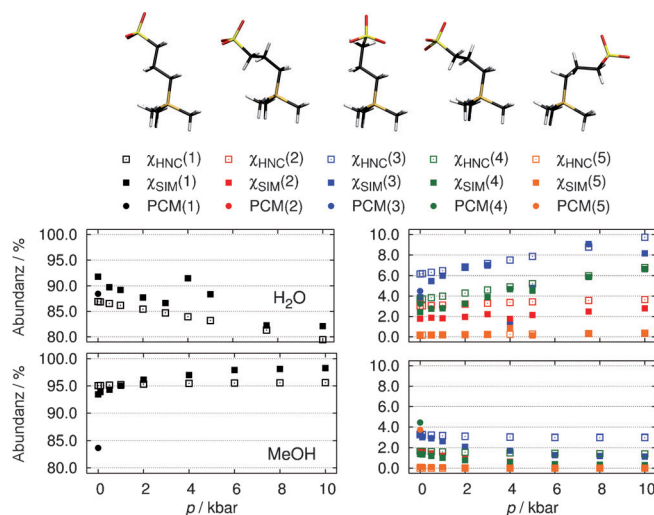 χHNC(1) χHNC(2) χHNC(3) χHNC(4) χHNC(5)
χSIM(1) χSIM(2) χSIM(3) χSIM(4) χSIM(5)
PCM(1) PCM(2) PCM(3) PCM(4) PCM(5)
Abundanz / %
100.0
95.0
90.0
85.0
80.0
H₂O
10.0
8.0
6.0
4.0
2.0
0.0
Abundanz / %
100.0
95.0
90.0
85.0
80.0
MeOH
10.0
8.0
6.0
4.0
2.0
0.0
0 2 4 6 8 10
p / kbar
0 2 4 6 8 10
p / kbar